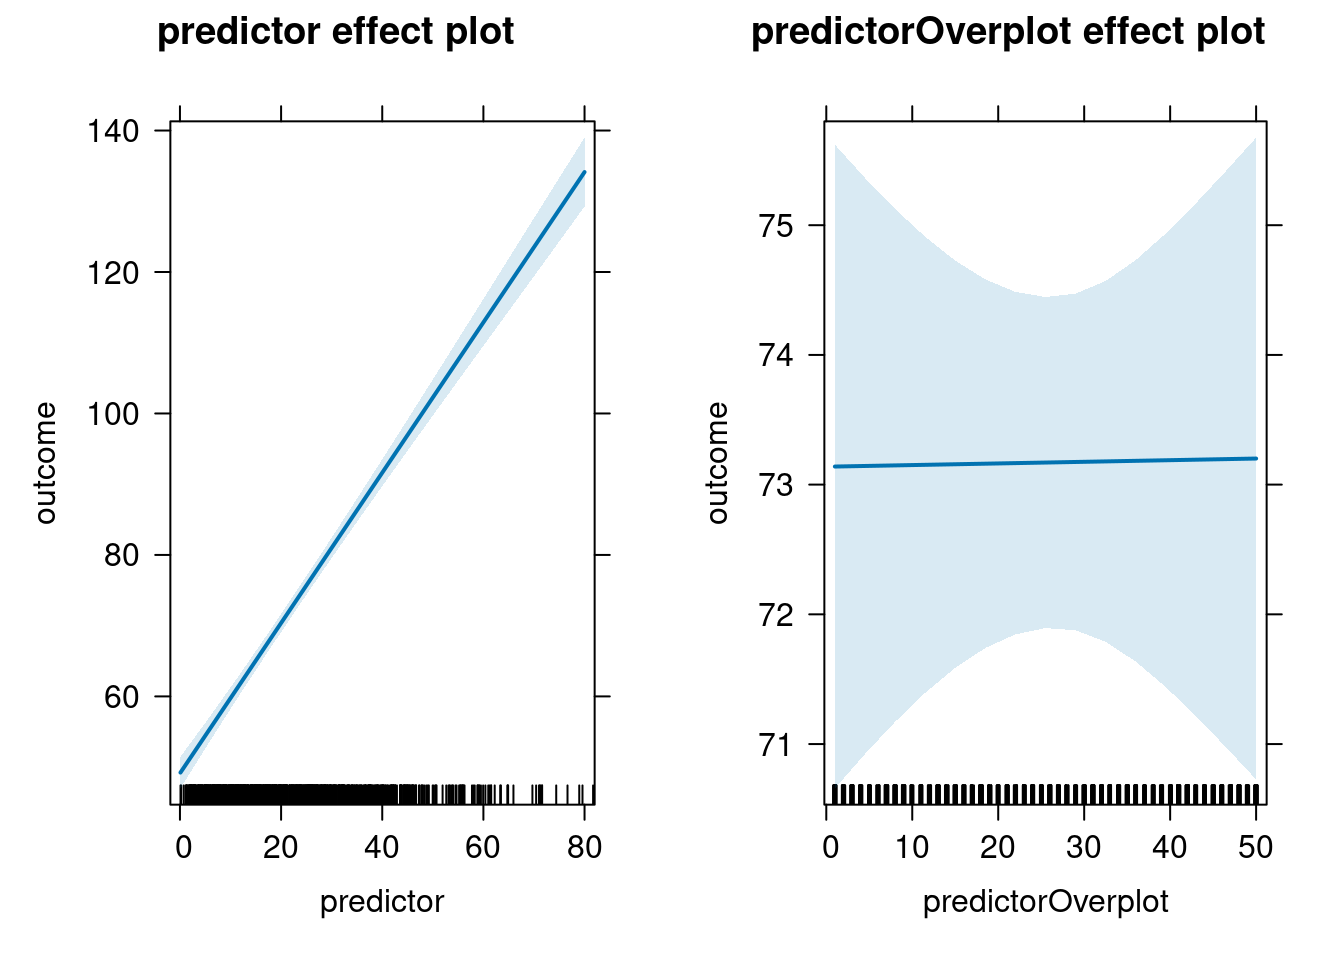 predictor effect plot
140
120
100
80
60
outcome
0 20 40 60 80
predictor
predictorOverplot effect plot
75
74
73
72
71
outcome
0 10 20 30 40 50
predictorOverplot